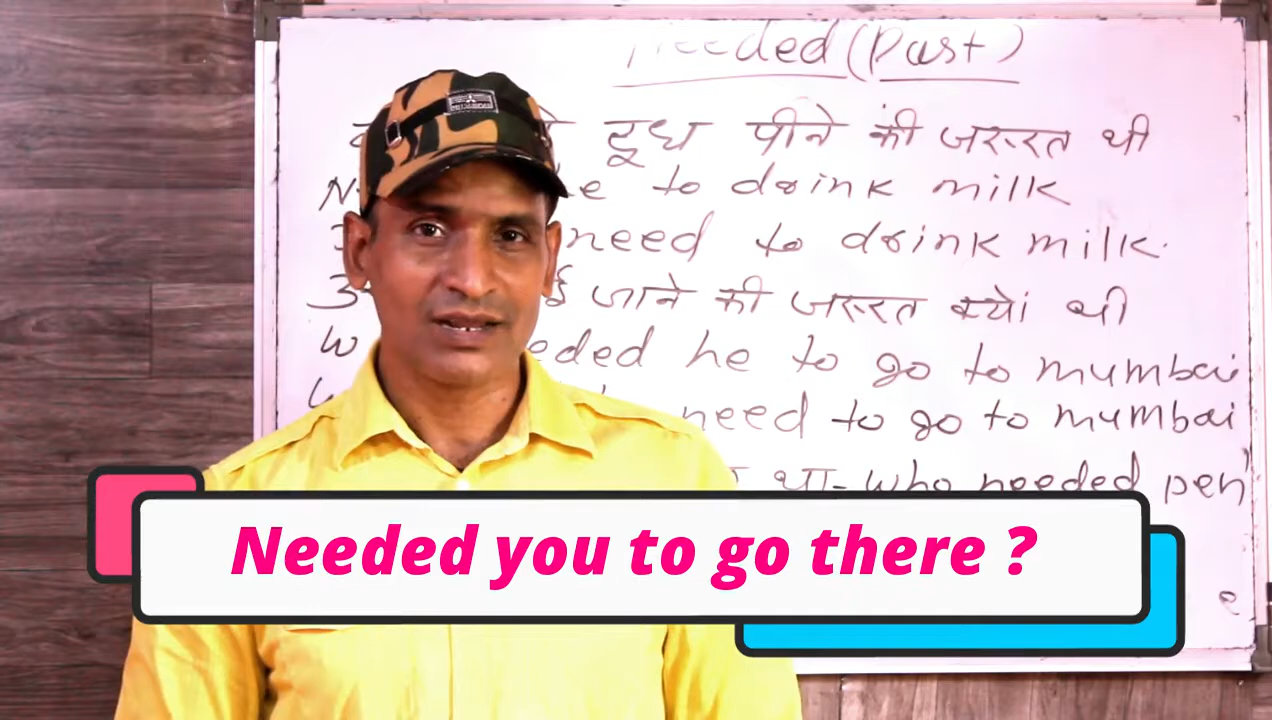 Needed (Past)
दूध पीने की जरुरत थी
to drink milk
need to drink milk.
जाने की जरुरत क्यों थी
he to go to mumbai
need to go to mumbai
था- who needed pen
Needed you to go there ?